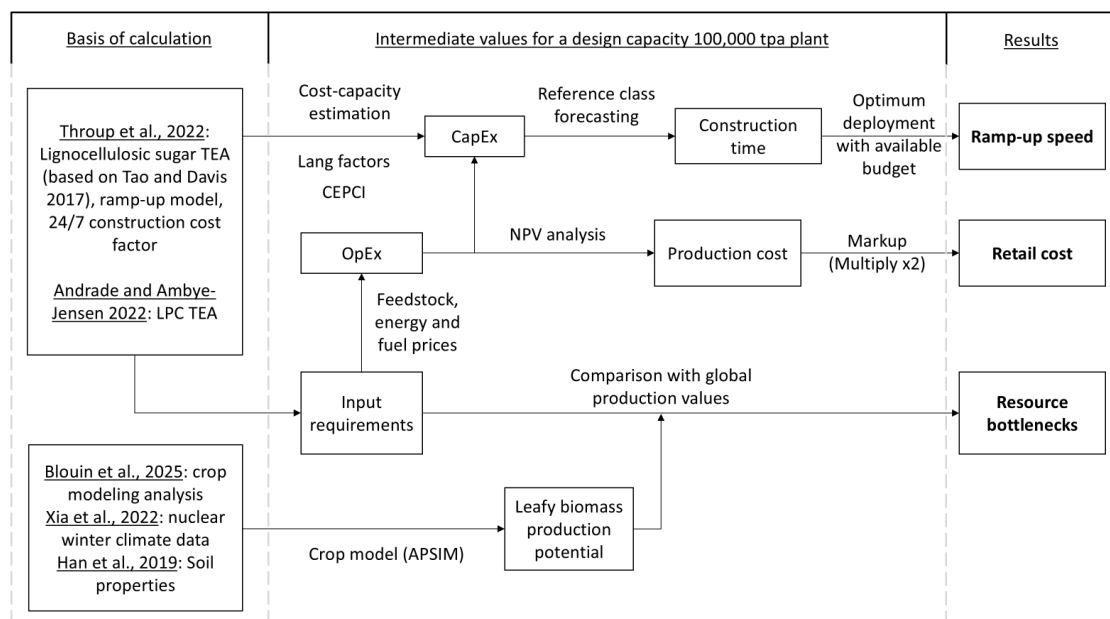 Basis of calculation
Intermediate values for a design capacity 100,000 tpa plant
Results
Throup et al., 2022:
Lignocellulosic sugar TEA
(based on Tao and Davis
2017), ramp-up model,
24/7 construction cost
factor
Andrade and Ambye-
Jensen 2022: LPC TEA
Cost-capacity
estimation
Lang factors
CEPCI
CapEx
Reference class
forecasting
Construction
time
Optimum
deployment
with available
budget
Ramp-up speed
OpEx
NPV analysis
Production cost
Markup
(Multiply x2)
Retail cost
Feedstock,
energy and
fuel prices
Input
requirements
Comparison with global
production values
Resource
bottlenecks
Blouin et al., 2025: crop
modeling analysis
Xia et al., 2022: nuclear
winter climate data
Han et al., 2019: Soil
properties
Crop model (APSIM)
Leafy biomass
production
potential